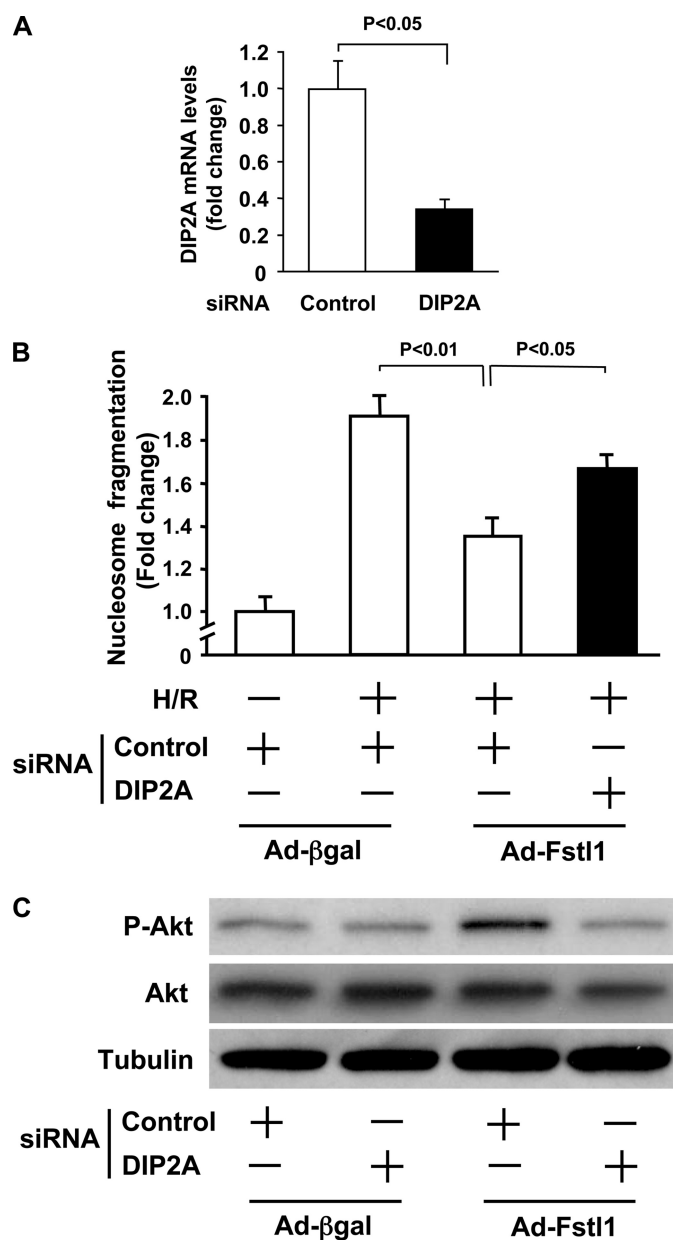 A
P<0.05
DIP2A mRNA levels
(fold change)
1.2
1.0
0.8
0.6
0.4
0.2
0
siRNA Control DIP2A
B
P<0.01 P<0.05
Nucleosome fragmentation
(Fold change)
2.0
1.8
1.6
1.4
1.2
1.0
0
H/R − + + +
siRNA
Control + + + −
DIP2A − − − +
Ad-βgal Ad-Fstl1
C
P-Akt
Akt
Tubulin
siRNA
Control + − + −
DIP2A − + − +
Ad-βgal Ad-Fstl1